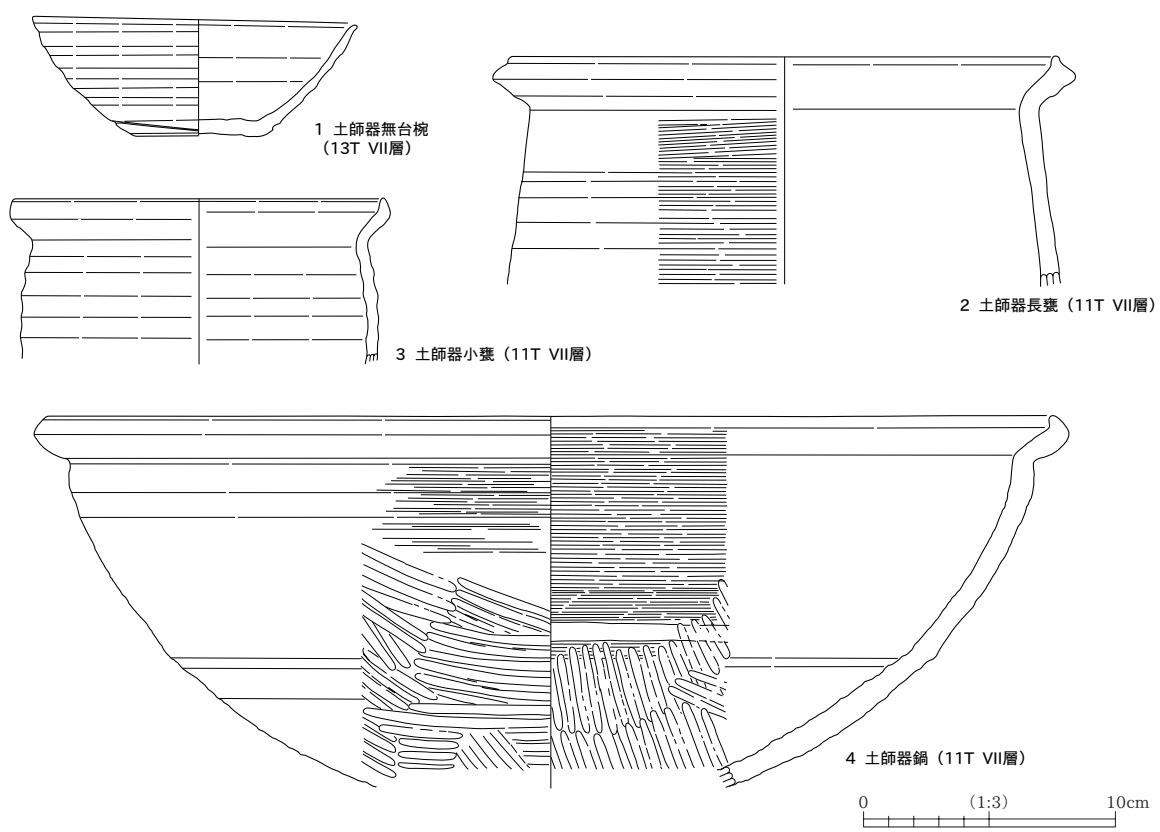 1 土師器無台椀
（13T VII層）
2 土師器長甕（11T VII層）
3 土師器小甕（11T VII層）
4 土師器鍋（11T VII層）
0 （1:3） 10cm